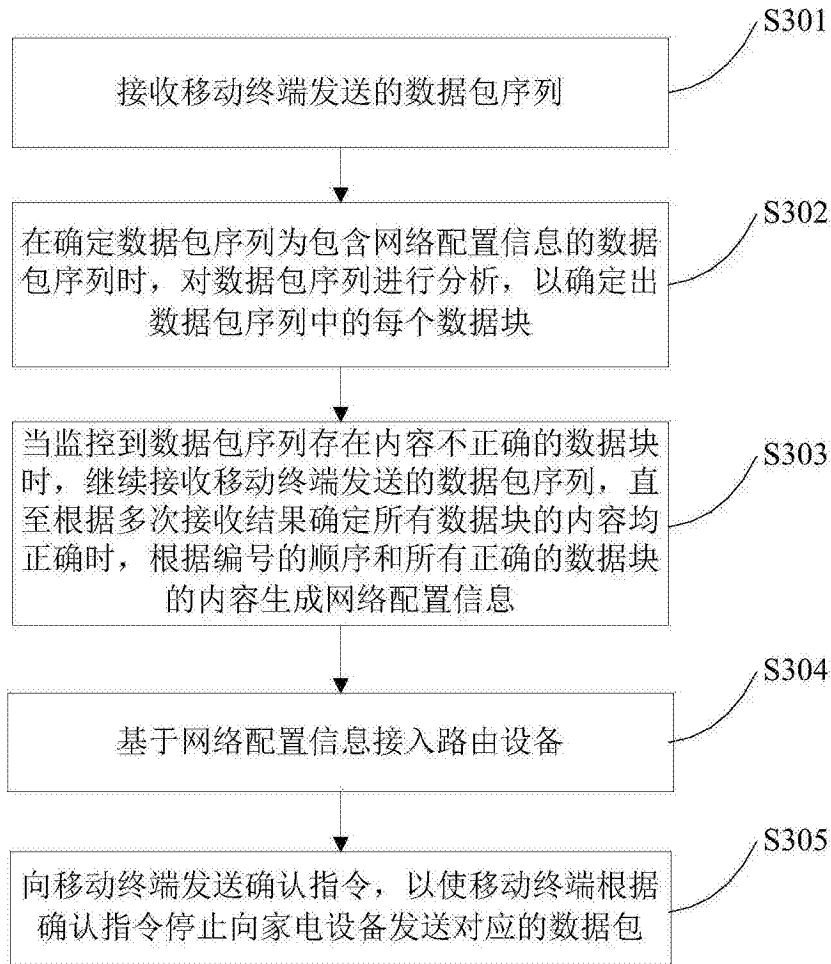 S301
接收移动终端发送的数据包序列
S302
在确定数据包序列为包含网络配置信息的数据
包序列时，对数据包序列进行分析，以确定出
数据包序列中的每个数据块
S303
当监控到数据包序列存在内容不正确的数据块
时，继续接收移动终端发送的数据包序列，直
至根据多次接收结果确定所有数据块的内容均
正确时，根据编号的顺序和所有正确的数据块
的内容生成网络配置信息
S304
基于网络配置信息接入路由设备
S305
向移动终端发送确认指令，以使移动终端根据
确认指令停止向家电设备发送对应的数据包